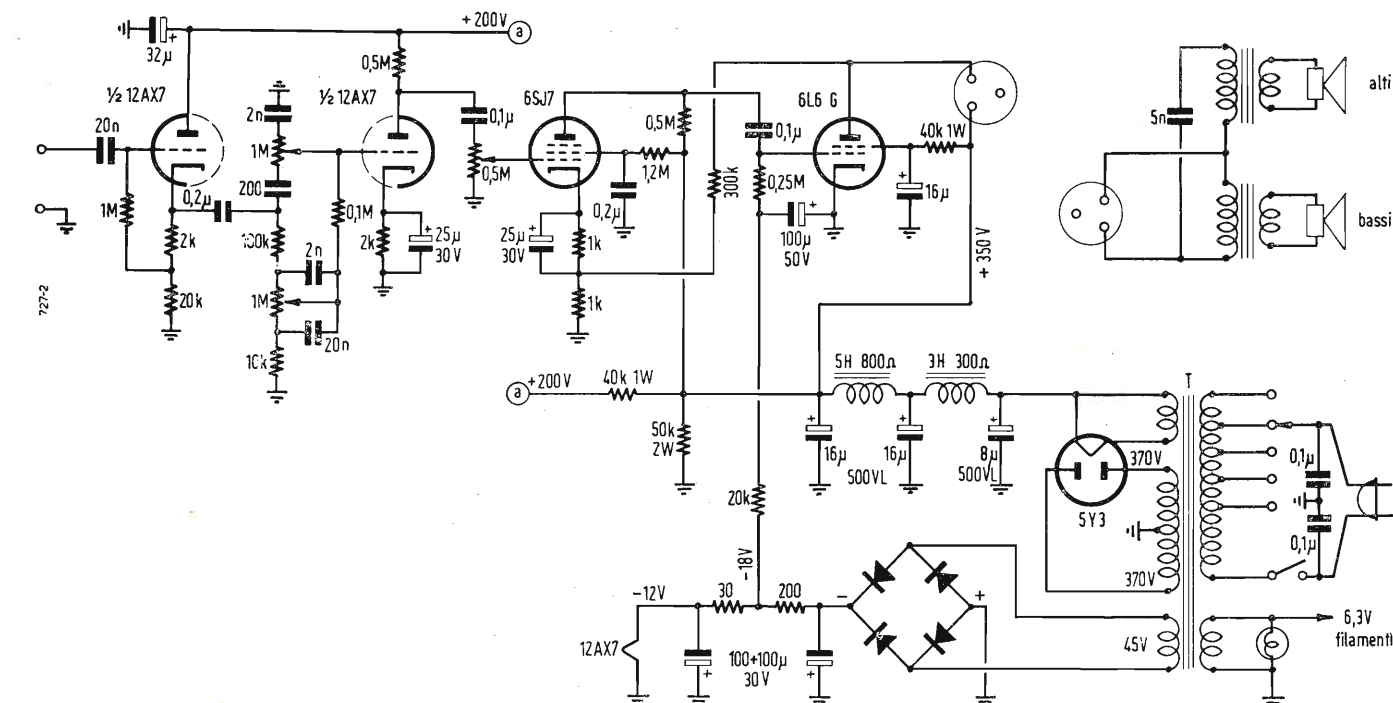 + 200V
a
32µ
+
0,5M
½ 12AX7
½ 12AX7
6SJ7
6L6 G
2n
20n
1M
0,1µ
0,5M
0,1µ
40k 1W
1,2M
300k
0,25M
16µ
+
200
0,5M
0,2µ
1M
0,1M
0,2µ
100k
2k
2k
25µ
30V
+
25µ
30V
+
1k
100µ
50V
+
+ 350V
2n
1M
20k
1k
20n
10k
727-2
5n
alti
bassi
5H 800Ω
3H 300Ω
T
a
+200V
40k 1W
50k
2W
+
16µ
+
16µ
+
8µ
500VL
500VL
370V
5Y3
370V
0,1µ
0,1µ
20k
-18V
-12V
30
200
-
+
12AX7
100+100µ
30V
+
+
45V
6,3V
filamenti